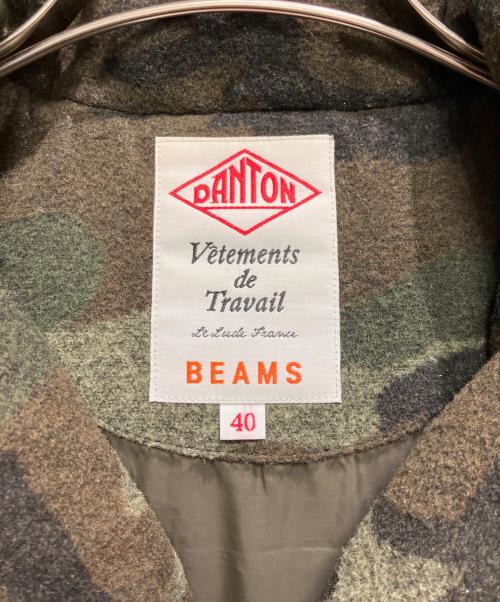 DANTON
Vêtements
de
Travail
Le Lude France
BEAMS
40